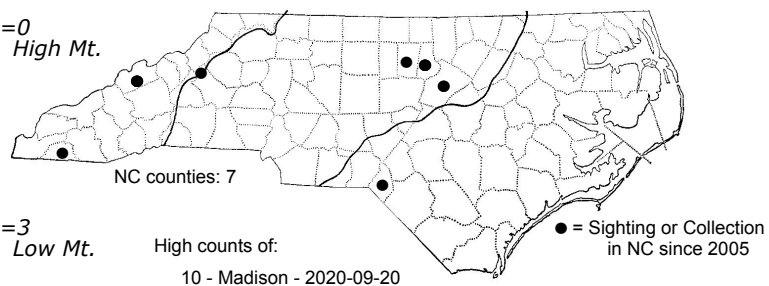 =0
High Mt.
NC counties: 7
=3
Low Mt.
High counts of:
10 - Madison - 2020-09-20
● = Sighting or Collection
in NC since 2005